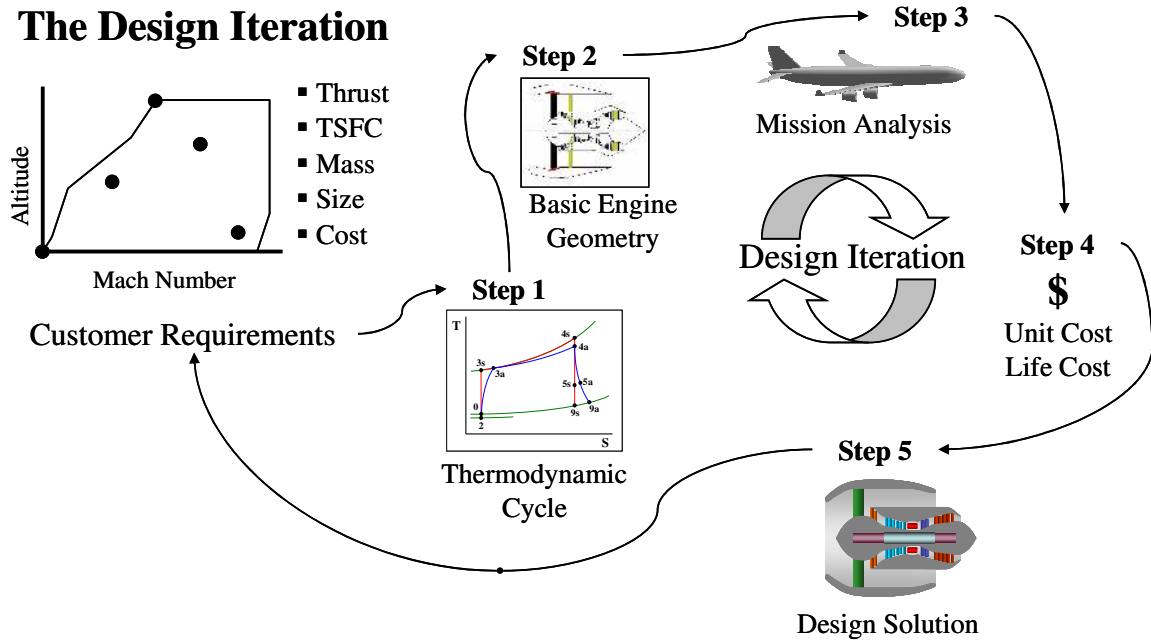 The Design Iteration
Altitude
Mach Number
▪ Thrust
▪ TSFC
▪ Mass
▪ Size
▪ Cost
Customer Requirements
Step 1
T
3s
3a
4s
4a
5s
5a
0
2
9s
9a
S
Thermodynamic
Cycle
Step 2
Basic Engine
Geometry
Step 3
Mission Analysis
Design Iteration
Step 4
$
Unit Cost
Life Cost
Step 5
Design Solution